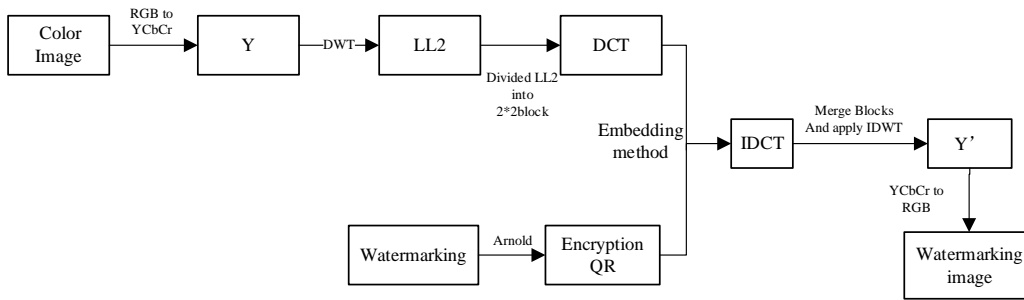 RGB to
YCbCr
Color
Image
Y
DWT
LL2
Divided LL2
into
2*2block
DCT
Embedding
method
IDCT
Merge Blocks
And apply IDWT
Y’
YCbCr to
RGB
Watermarking
image
Watermarking
Arnold
Encryption
QR